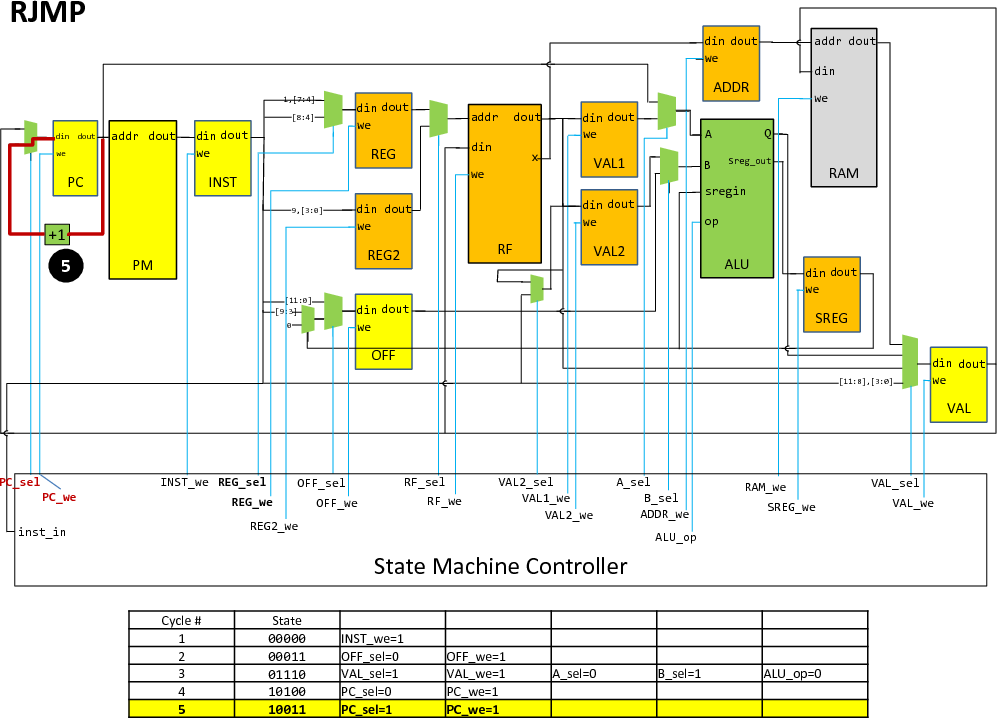 RJMP
din dout
we
ADDR
addr dout
din
we
RAM
1,[7:4]
[8:4]
din dout
we
REG
addr dout
din
x
we
RF
din dout
we
VAL1
A
Q
B
Sreg_out
sregin
op
ALU
din dout
we
PC
addr dout
PM
din dout
we
INST
9,[3:0]
din dout
we
REG2
din dout
we
VAL2
+1
5
din dout
we
SREG
[11:0]
[9:3]
0
din dout
we
OFF
din dout
we
VAL
[11:8],[3:0]
PC_sel
PC_we
INST_we
REG_sel
REG_we
REG2_we
OFF_sel
OFF_we
RF_sel
RF_we
VAL2_sel
VAL1_we
VAL2_we
A_sel
B_sel
ADDR_we
ALU_op
RAM_we
SREG_we
VAL_sel
VAL_we
inst_in
State Machine Controller
Cycle # State
1 00000 INST_we=1
2 00011 OFF_sel=0 OFF_we=1
3 01110 VAL_sel=1 VAL_we=1 A_sel=0 B_sel=1 ALU_op=0
4 10100 PC_sel=0 PC_we=1
5 10011 PC_sel=1 PC_we=1